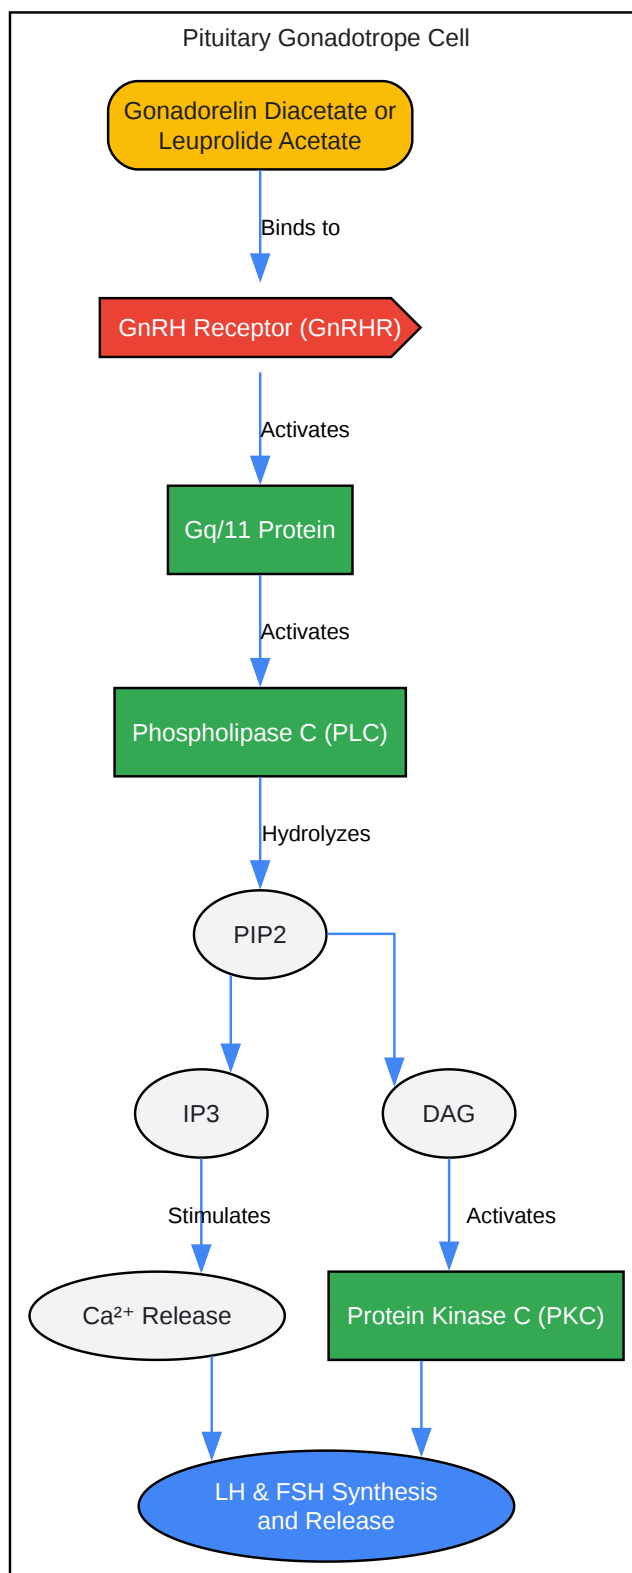 Pituitary Gonadotrope Cell
Gonadorelin Diacetate or
Leuprolide Acetate
Binds to
GnRH Receptor (GnRHR)
Activates
Gq/11 Protein
Activates
Phospholipase C (PLC)
Hydrolyzes
PIP2
IP3
DAG
Stimulates
Activates
Ca²⁺ Release
Protein Kinase C (PKC)
LH & FSH Synthesis
and Release